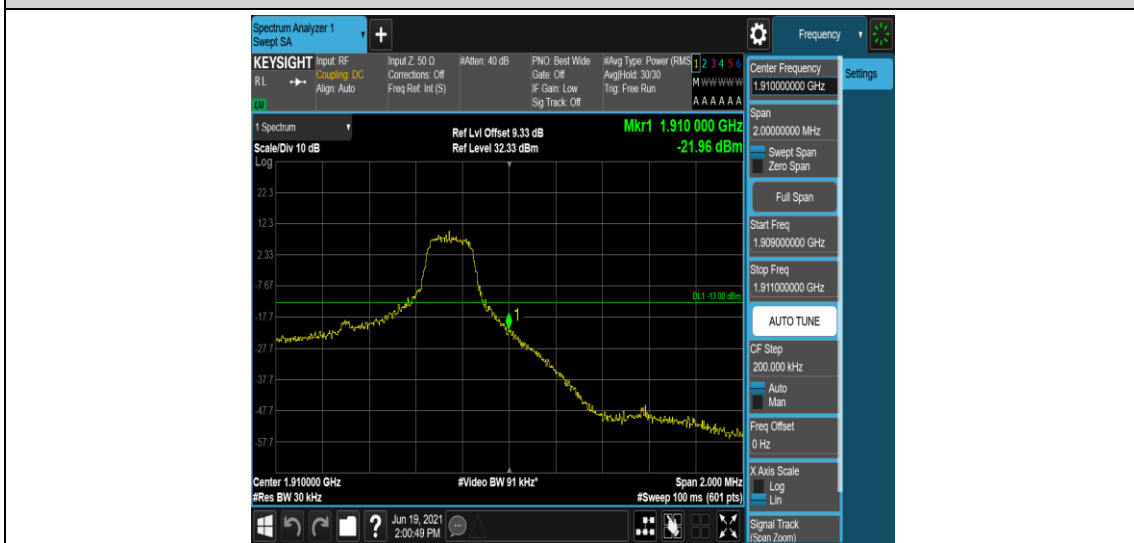 Spectrum Analyzer 1
Swept SA
+
Frequency
KEYSIGHT
RL
LXI
Input: RF
Coupling: DC
Align: Auto
Input Z: 50 Ω
Corrections: Off
Freq Ref: Int (S)
#Atten: 40 dB
PNO: Best Wide
Gate: Off
IF Gain: Low
Sig Track: Off
#Avg Type: Power (RMS
Avg|Hold: 30/30
Trig: Free Run
1 2 3 4 5 6
M W W W W W
A A A A A A
1 Spectrum
Scale/Div 10 dB
Log
Ref Lvl Offset 9.33 dB
Ref Level 32.33 dBm
Mkr1 1.910 000 GHz
-21.96 dBm
22.3
12.3
2.33
-7.67
-17.7
-27.7
-37.7
-47.7
-57.7
DL1 -13.00 dBm
1
Center 1.910000 GHz
#Res BW 30 kHz
#Video BW 91 kHz*
Span 2.000 MHz
#Sweep 100 ms (601 pts)
Jun 19, 2021
2:00:49 PM
?
Center Frequency
1.910000000 GHz
Settings
Span
2.00000000 MHz
Swept Span
Zero Span
Full Span
Start Freq
1.909000000 GHz
Stop Freq
1.911000000 GHz
AUTO TUNE
CF Step
200.000 kHz
Auto
Man
Freq Offset
0 Hz
X Axis Scale
Log
Lin
Signal Track
(Span Zoom)